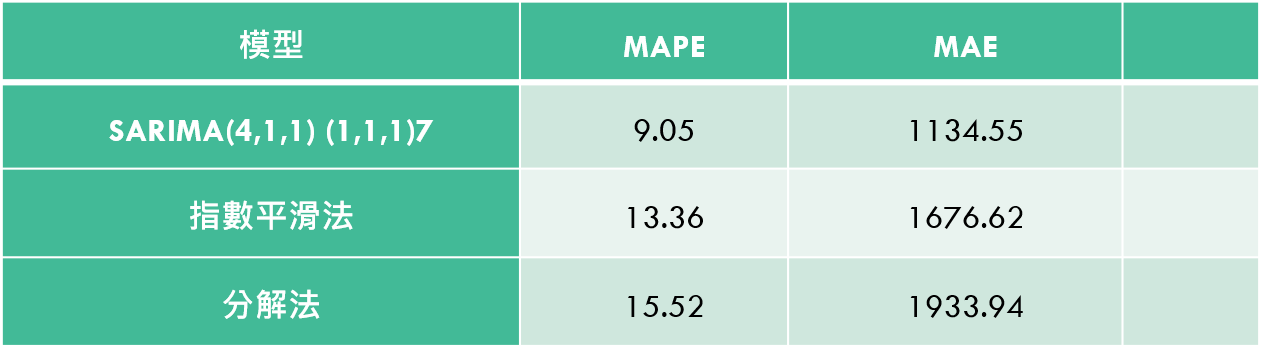 模型 MAPE MAE
SARIMA(4,1,1) (1,1,1)7 9.05 1134.55
指數平滑法 13.36 1676.62
分解法 15.52 1933.94